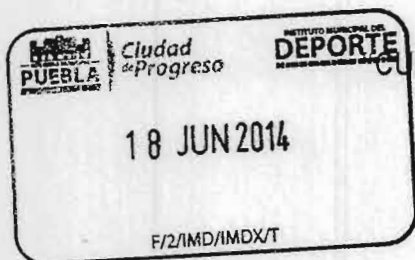 PUEBLA
Ciudad
de Progreso
INSTITUTO MUNICIPAL DEL
DEPORTE
18 JUN 2014
F/2/IMD/IMDX/T